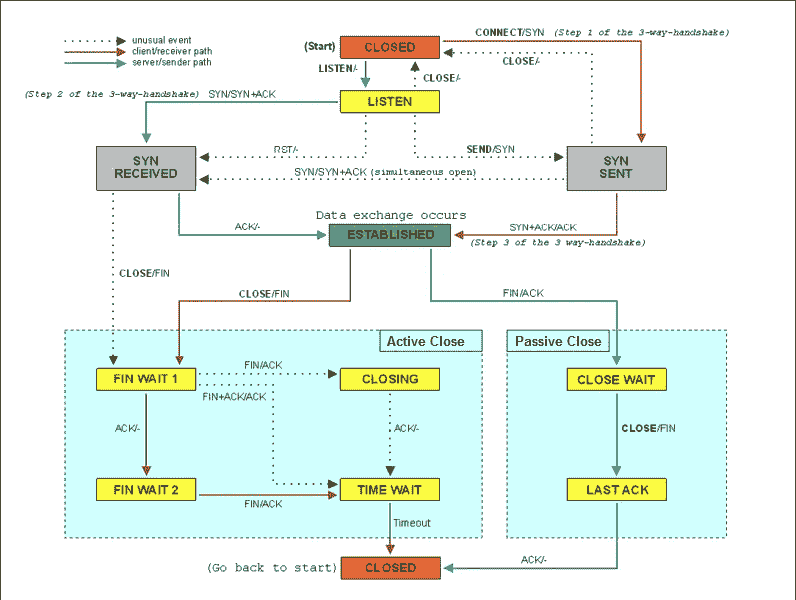 unusual event
client/receiver path
server/sender path
(Start)
CLOSED
CONNECT/SYN (Step 1 of the 3-way-handshake)
CLOSE/-
LISTEN/-
CLOSE/-
(Step 2 of the 3-way-handshake) SYN/SYN+ACK
LISTEN
RST/-
SEND/SYN
SYN
RECEIVED
SYN/SYN+ACK (simultaneous open)
SYN
SENT
Data exchange occurs
ACK/-
ESTABLISHED
SYN+ACK/ACK
(Step 3 of the 3 way-handshake)
CLOSE/FIN
CLOSE/FIN
FIN/ACK
Active Close
Passive Close
FIN WAIT 1
FIN/ACK
CLOSING
CLOSE WAIT
FIN+ACK/ACK
ACK/-
ACK/-
CLOSE/FIN
FIN WAIT 2
FIN/ACK
TIME WAIT
LAST ACK
Timeout
(Go back to start)
CLOSED
ACK/-